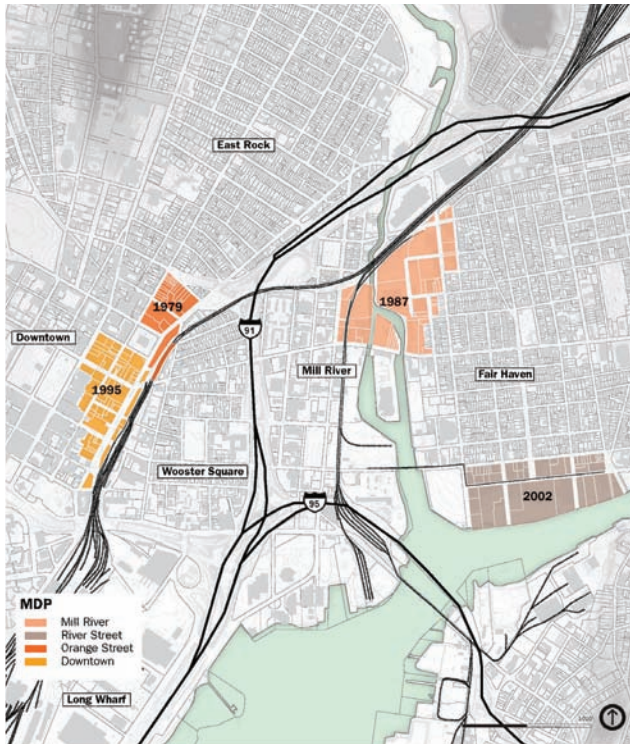 East Rock
1979
1987
Downtown
91
Mill River
Fair Haven
1995
Wooster Square
2002
95
MDP
Mill River
River Street
Orange Street
Downtown
Long Wharf